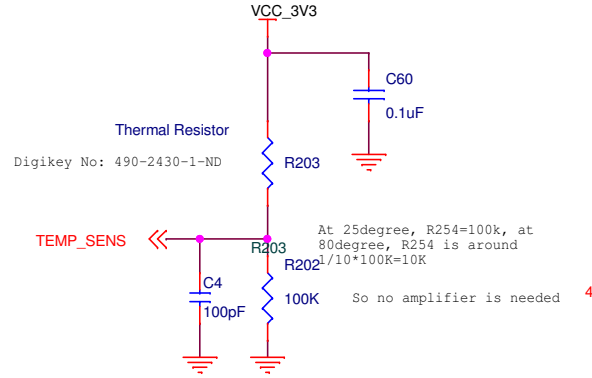 VCC_3V3
C60
0.1uF
Thermal Resistor
Digikey No: 490-2430-1-ND
R203
TEMP_SENS
R203
At 25degree, R254=100k, at
80degree, R254 is around
1/10*100K=10K
R202
C4
100K
100pF
So no amplifier is needed
4